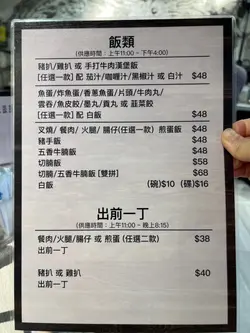 飯類
(供應時間：上午11:00 ~ 下午4:00)
豬扒/雞扒 或 手打牛肉漢堡飯
[任選一款] 配 茄汁/咖喱汁/黑椒汁 或 白汁 $48
魚蛋/炸魚蛋/香蔥魚蛋/片頭/牛肉丸/
雲吞/魚皮餃/墨丸/貢丸 或 韮菜餃
[任選一款] 配 白飯 $48
叉燒/ 餐肉/ 火腿/ 腸仔(任選一款) 煎蛋飯 $48
豬手飯 $48
五香牛腩飯 $48
切腩飯 $58
切腩/五香牛腩飯 [雙拼] $68
白飯 (碗)$10 (碟)$16
出前一丁
(供應時間：上午11:00 ~ 晚上8:15)
餐肉/火腿/腸仔 或 煎蛋 (任選二款) $38
出前一丁
豬扒 或 雞扒 $40
出前一丁